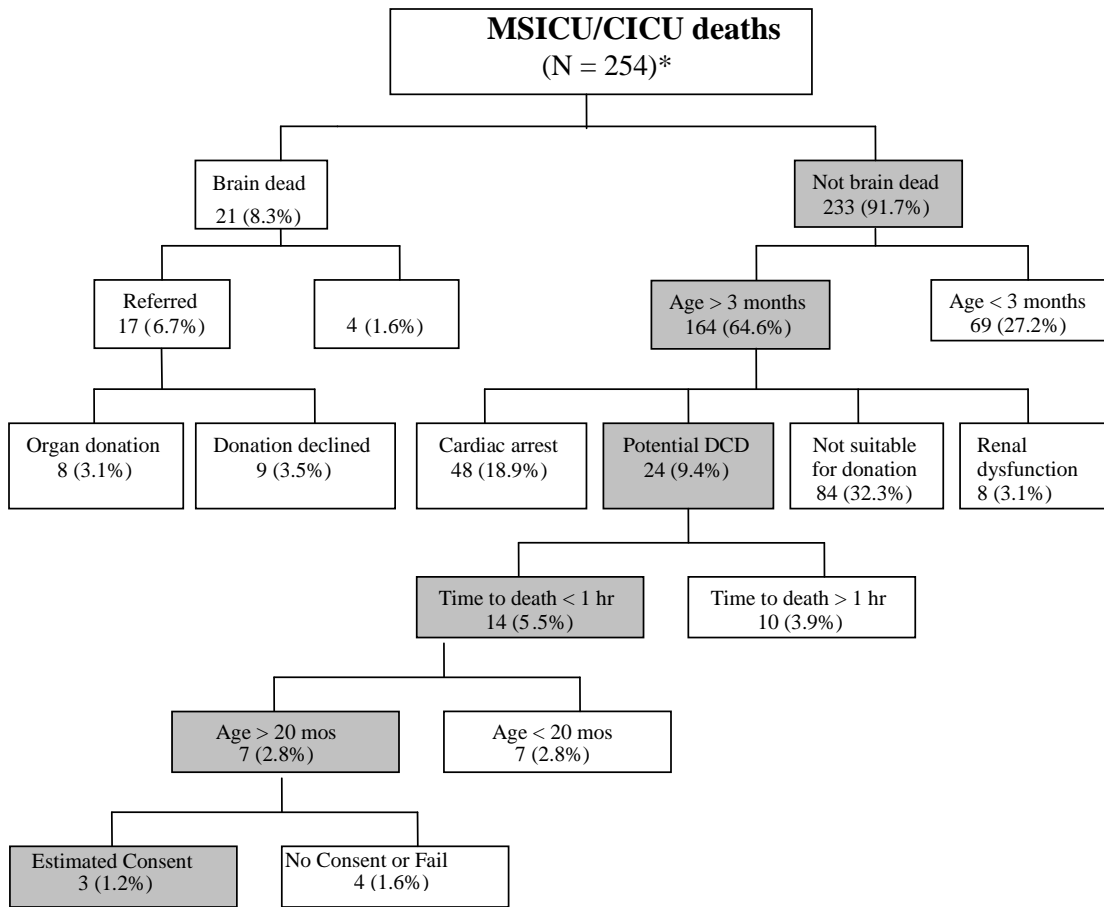 MSICU/CICU deaths
(N = 254)*
Brain dead
21 (8.3%)
Not brain dead
233 (91.7%)
Referred
17 (6.7%)
4 (1.6%)
Age > 3 months
164 (64.6%)
Age < 3 months
69 (27.2%)
Organ donation
8 (3.1%)
Donation declined
9 (3.5%)
Cardiac arrest
48 (18.9%)
Potential DCD
24 (9.4%)
Not suitable
for donation
84 (32.3%)
Renal
dysfunction
8 (3.1%)
Time to death < 1 hr
14 (5.5%)
Time to death > 1 hr
10 (3.9%)
Age > 20 mos
7 (2.8%)
Age < 20 mos
7 (2.8%)
Estimated Consent
3 (1.2%)
No Consent or Fail
4 (1.6%)